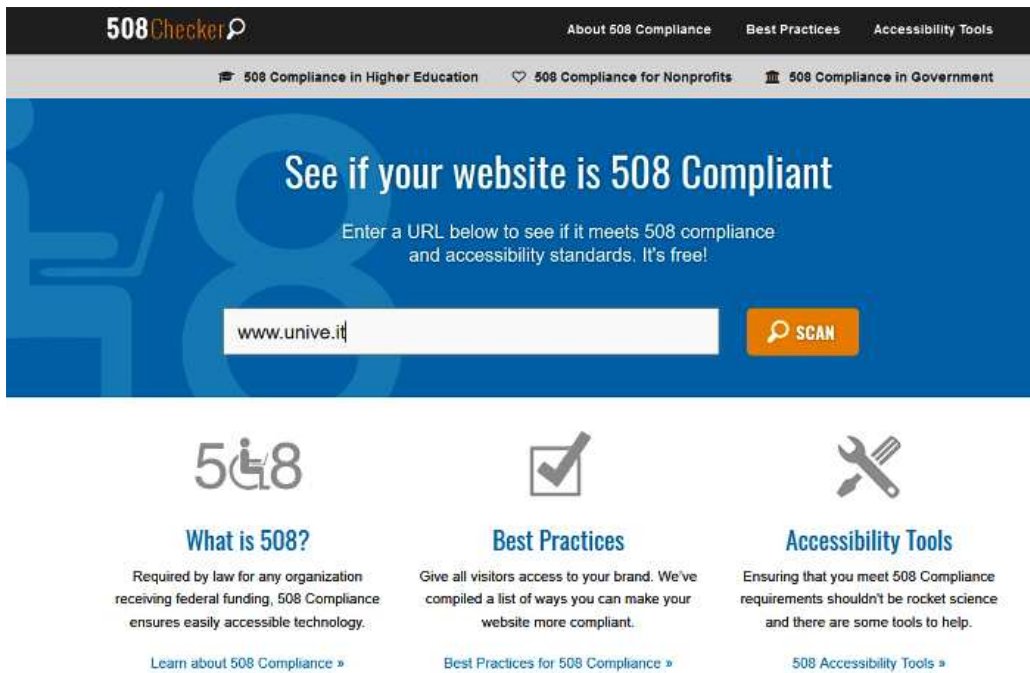 508Checker
About 508 Compliance Best Practices Accessibility Tools
508 Compliance in Higher Education 508 Compliance for Nonprofits 508 Compliance in Government
See if your website is 508 Compliant
Enter a URL below to see if it meets 508 compliance
and accessibility standards. It's free!
www.unive.it
SCAN
508
What is 508?
Required by law for any organization
receiving federal funding, 508 Compliance
ensures easily accessible technology.
Learn about 508 Compliance »
Best Practices
Give all visitors access to your brand. We've
compiled a list of ways you can make your
website more compliant.
Best Practices for 508 Compliance »
Accessibility Tools
Ensuring that you meet 508 Compliance
requirements shouldn't be rocket science
and there are some tools to help.
508 Accessibility Tools »